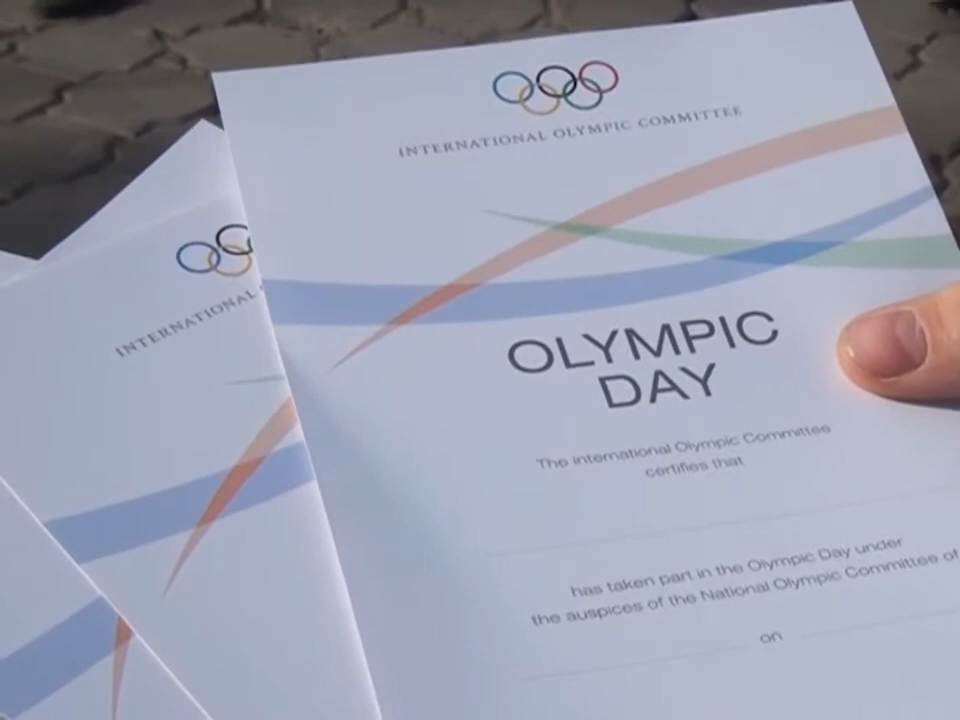 INTERNATIONAL OLYMPIC COMMITTEE
OLYMPIC
DAY
The International Olympic Committee
certifies that
has taken part in the Olympic Day under
the auspices of the National Olympic Committee of
on
INTERNATIONAL